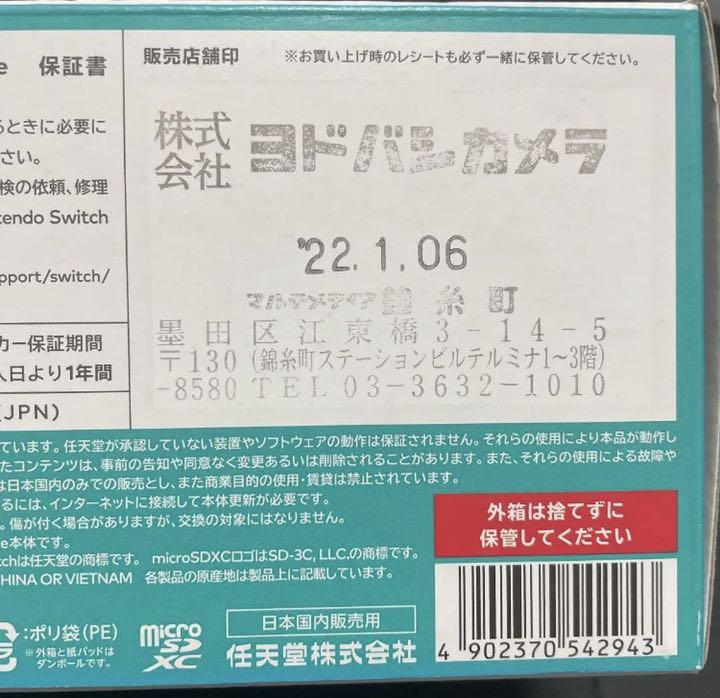 e 保証書
販売店舗印
※お買い上げ時のレシートも必ず一緒に保管してください。
るときに必要に
さい。
検の依頼、修理
tendo Switch
pport/switch/
カー保証期間
入日より1年間
(JPN)
株式会社 ヨドバシカメラ
'22.1.06
マルチメディア 錦糸町
墨田区江東橋3-14-5
〒130 (錦糸町ステーションビルテルミナ1~3階)
-8580 TEL 03-3632-1010
ています。任天堂が承認していない装置やソフトウェアの動作は保証されません。それらの使用により本品が動作し
たコンテンツは、事前の告知や同意なく変更あるいは削除されることがあります。また、それらの使用による故障や
は日本国内のみでの販売とし、また商業目的の使用・賃貸は禁止されています。
るには、インターネットに接続して本体更新が必要です。
。傷が付く場合がありますが、交換の対象にはなりません。
e本体です。
tchは任天堂の商標です。 microSDXCロゴはSD-3C, LLC.の商標です。
CHINA OR VIETNAM 各製品の原産地は製品上に記載しています。
外箱は捨てずに
保管してください
:ポリ袋(PE)
※外箱と紙パッドは
ダンボールです。
micro
SD
XC
日本国内販売用
任天堂株式会社
4 902370 542943